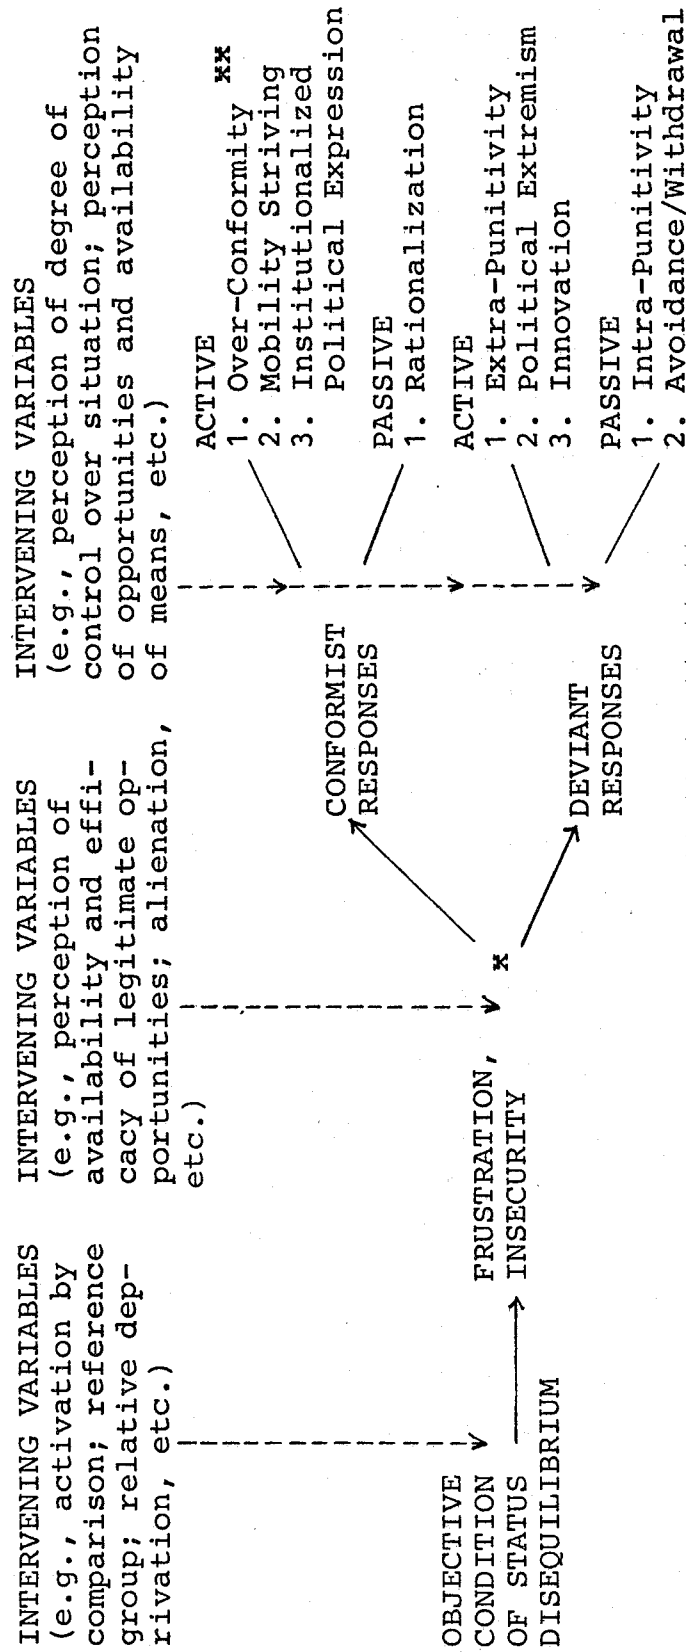 INTERVENING VARIABLES
(e.g., activation by
comparison; reference
group; relative dep-
rivation, etc.)
INTERVENING VARIABLES
(e.g., perception of
availability and effi-
cacy of legitimate op-
portunities; alienation,
etc.)
INTERVENING VARIABLES
(e.g., perception of degree of
control over situation; perception
of opportunities and availability
of means, etc.)
OBJECTIVE
CONDITION
OF STATUS
DISEQUILIBRIUM
FRUSTRATION,
INSECURITY
*
CONFORMIST
RESPONSES
DEVIANT
RESPONSES
ACTIVE
1. Over-Conformity **
2. Mobility Striving
3. Institutionalized
Political Expression
PASSIVE
1. Rationalization
ACTIVE
1. Extra-Punitivity
2. Political Extremism
3. Innovation
PASSIVE
1. Intra-Punitivity
2. Avoidance/Withdrawal